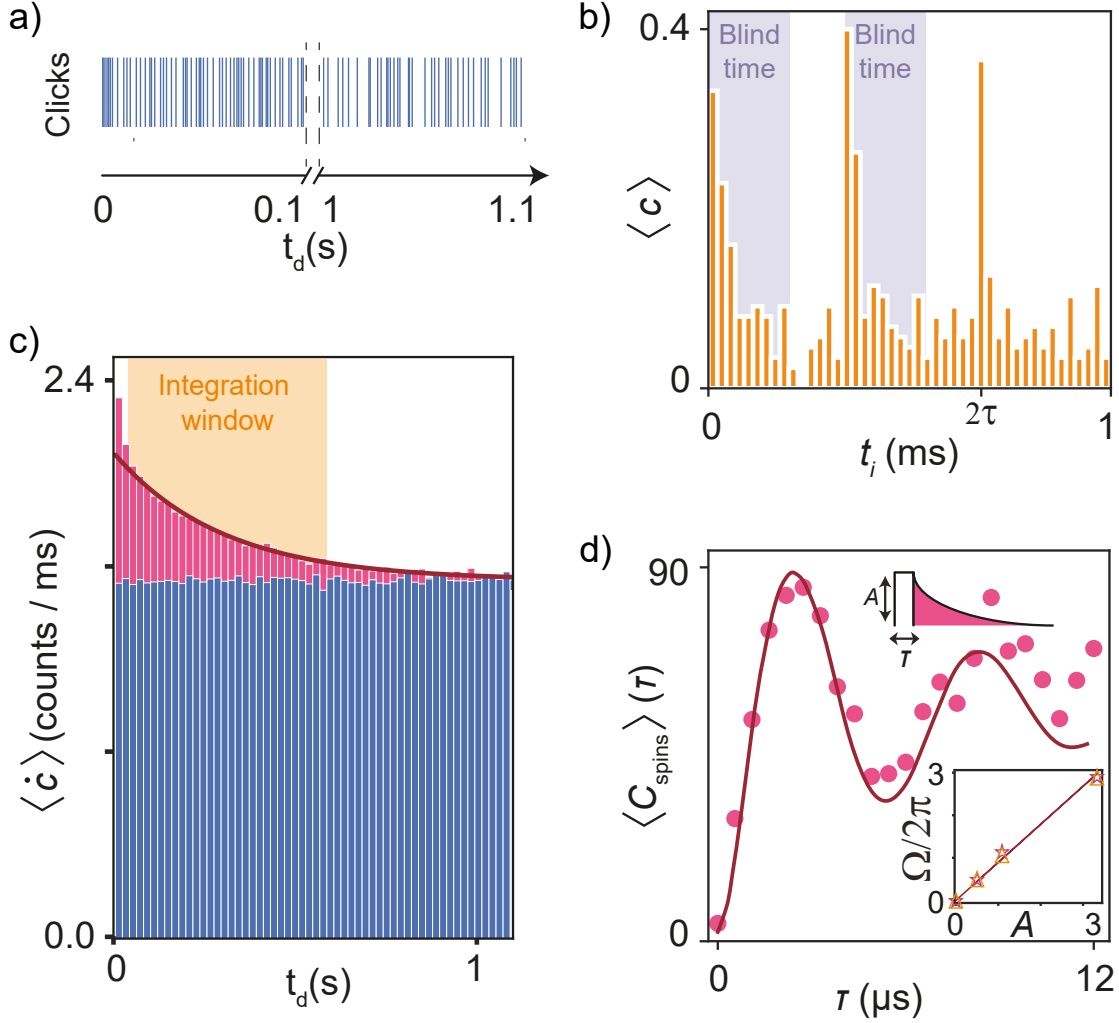 a)
Clicks
0
0.1
1
1.1
t_d(s)
b)
0.4
Blind
time
Blind
time
⟨c⟩
0
0
2τ
1
t_i (ms)
c)
2.4
Integration
window
⟨ċ⟩ (counts / ms)
0.0
0
1
t_d(s)
d)
90
A
τ
⟨C_spins⟩(τ)
3
Ω/2π
0
0
A
3
0
0
12
τ (μs)